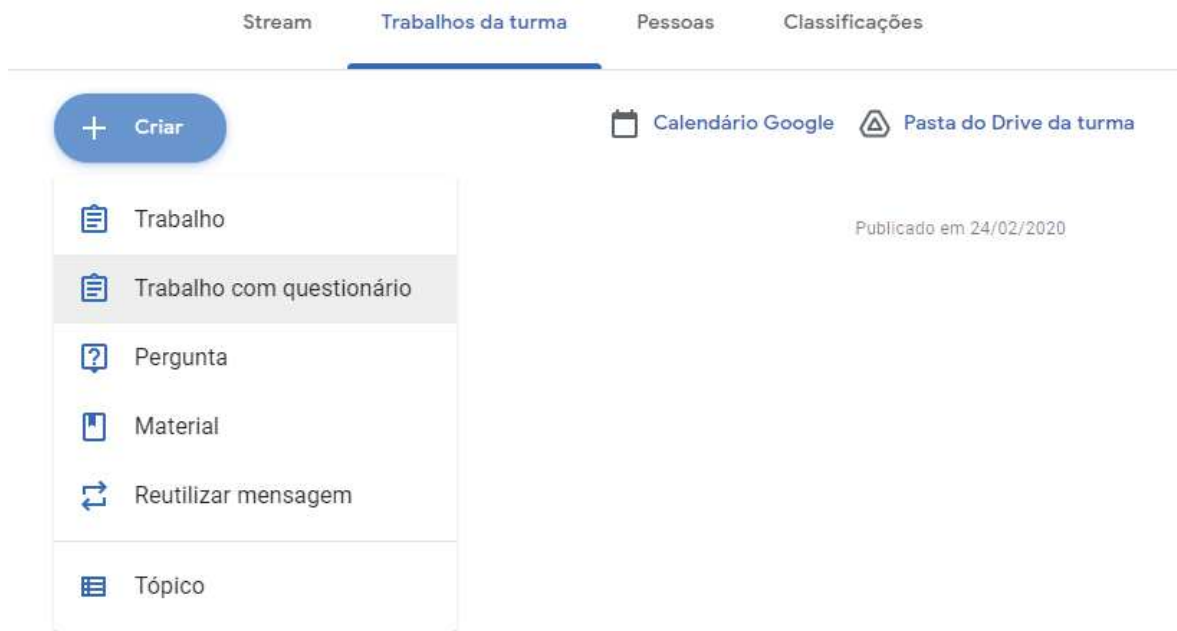 Stream Trabalhos da turma Pessoas Classificações
+ Criar Calendário Google Pasta do Drive da turma
Trabalho
Publicado em 24/02/2020
Trabalho com questionário
Pergunta
Material
Reutilizar mensagem
Tópico